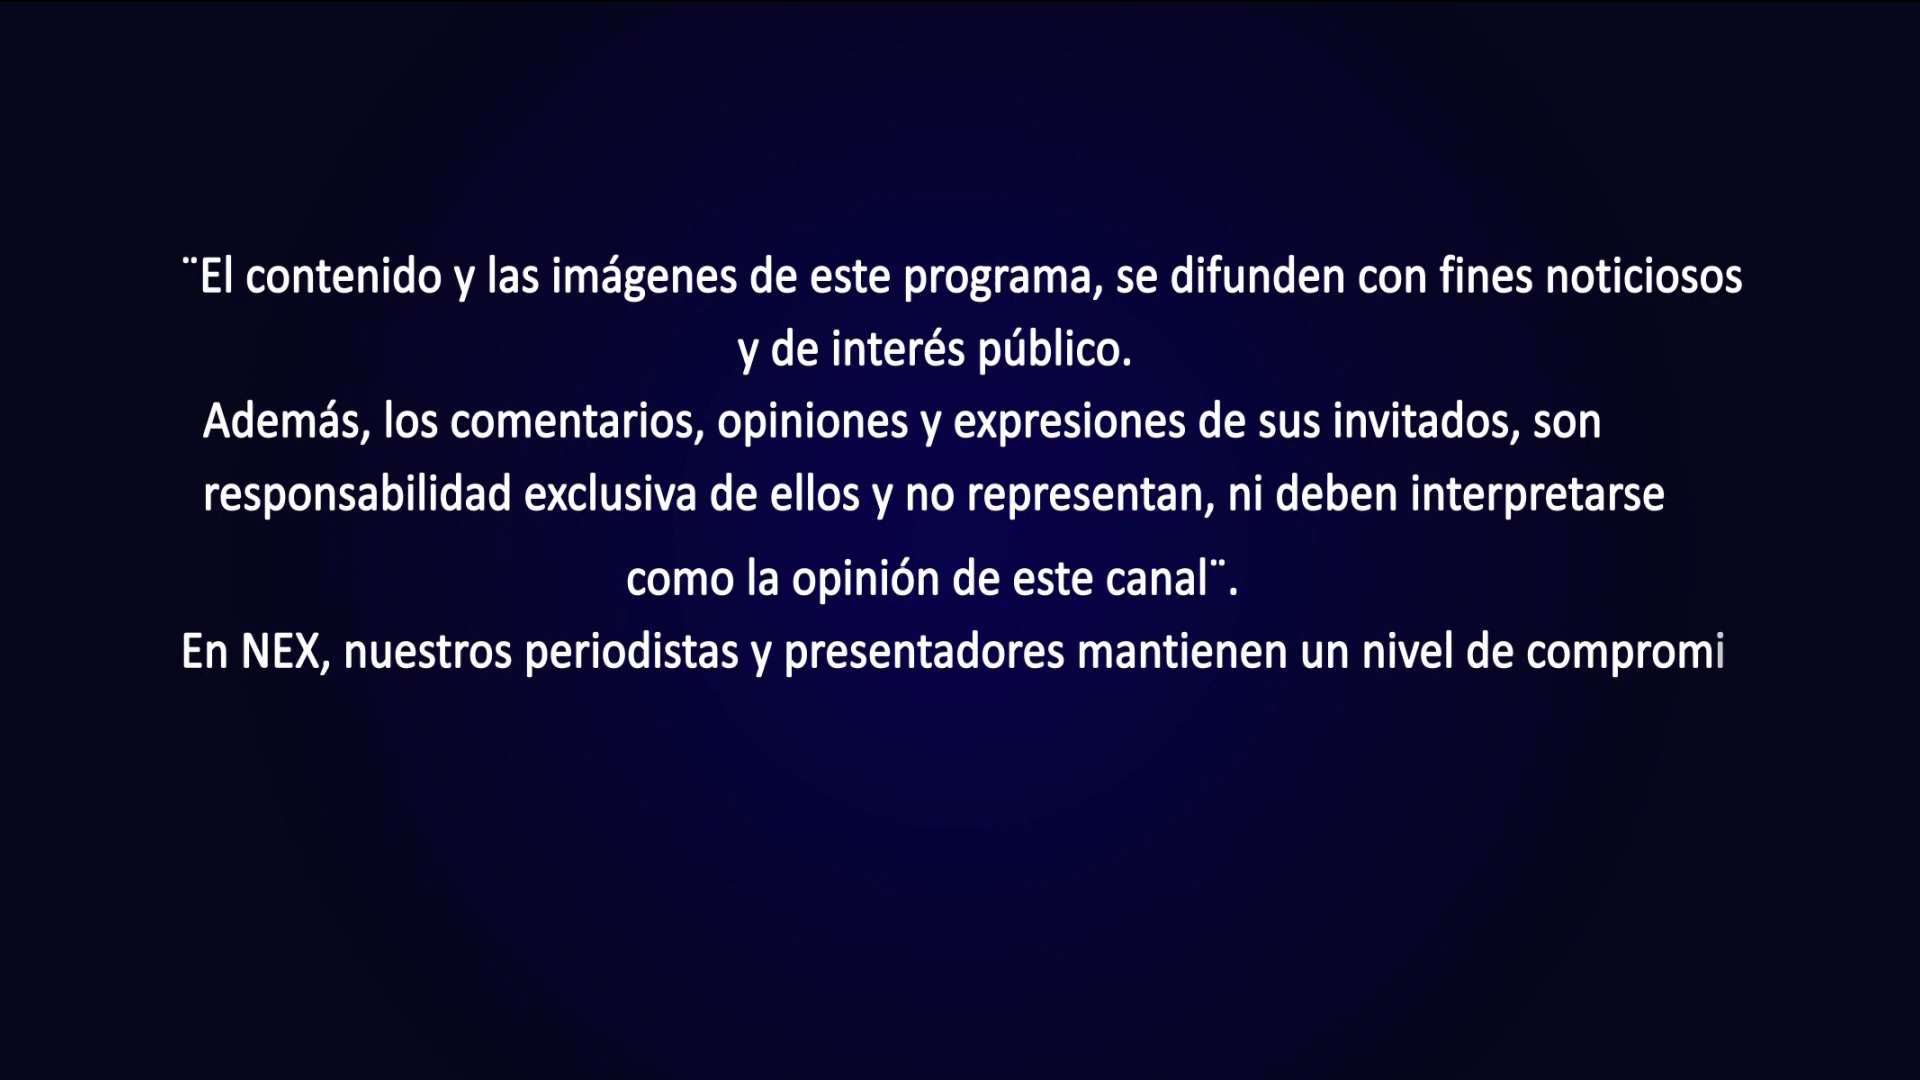 ¨El contenido y las imágenes de este programa, se difunden con fines noticiosos
y de interés público.
Además, los comentarios, opiniones y expresiones de sus invitados, son
responsabilidad exclusiva de ellos y no representan, ni deben interpretarse
como la opinión de este canal¨.
En NEX, nuestros periodistas y presentadores mantienen un nivel de compromi